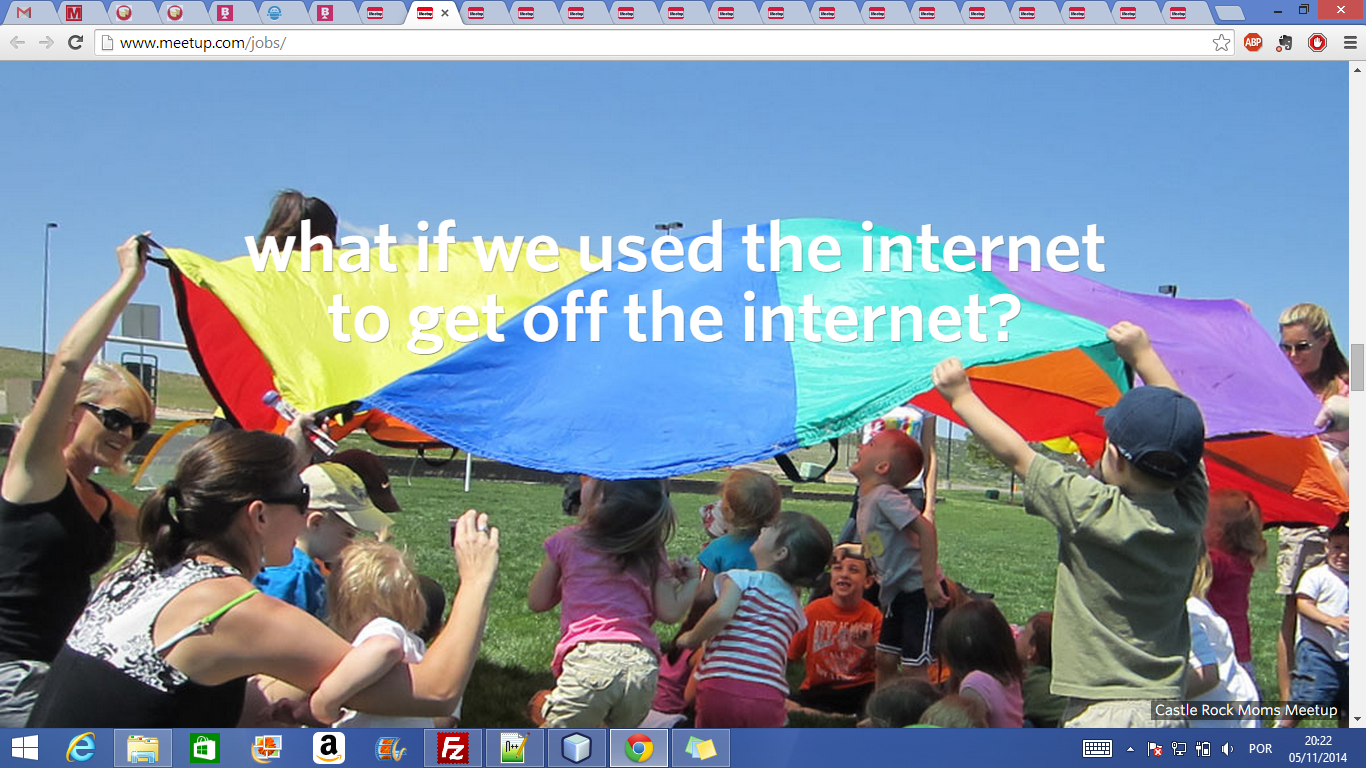 www.meetup.com/jobs/
ABP
what if we used the internet
to get off the internet?
Castle Rock Moms Meetup
POR
20:22
05/11/2014